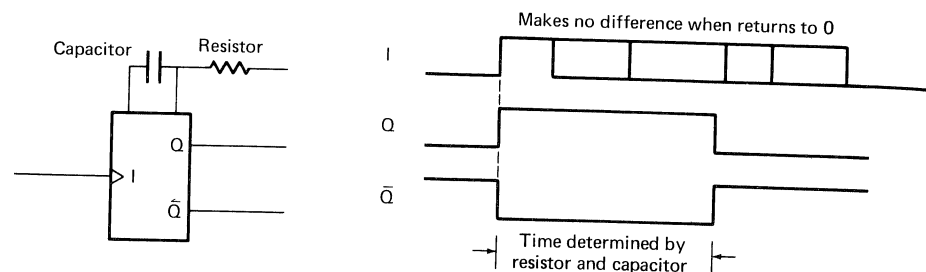 Capacitor
Resistor
Q
I
Q̄
Makes no difference when returns to 0
I
Q
Q̄
Time determined by
resistor and capacitor